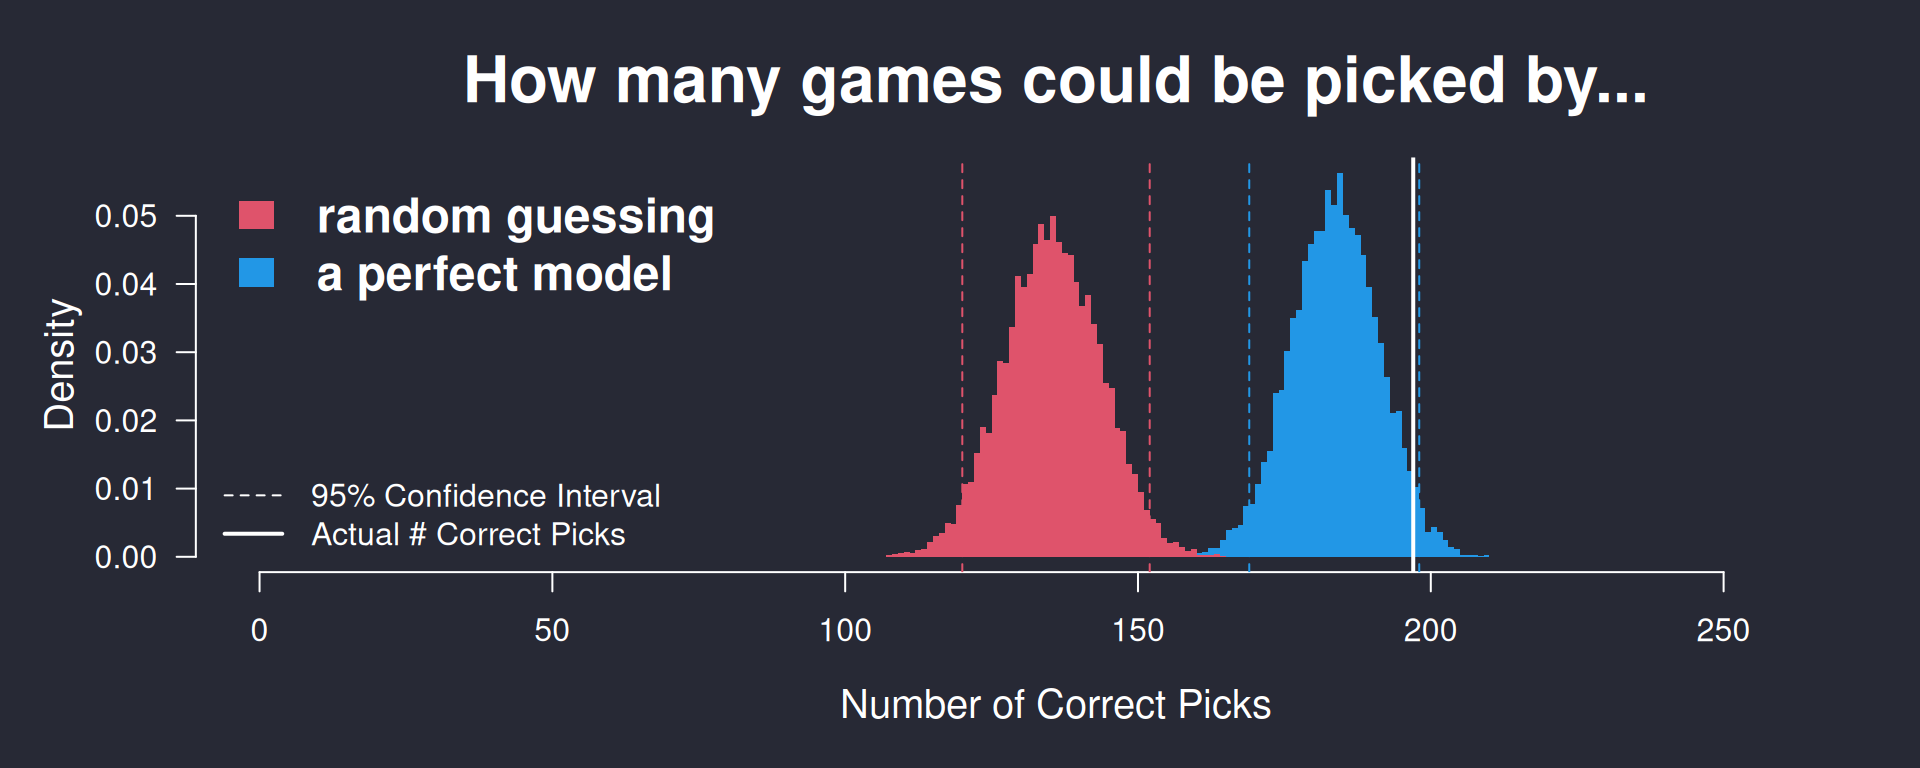 How many games could be picked by...
random guessing
a perfect model
0.05
0.04
0.03
0.02
0.01
0.00
Density
95% Confidence Interval
Actual # Correct Picks
0
50
100
150
200
250
Number of Correct Picks